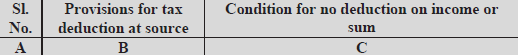 Sl. No.
Provisions for tax deduction at source
Condition for no deduction on income or sum
A B C